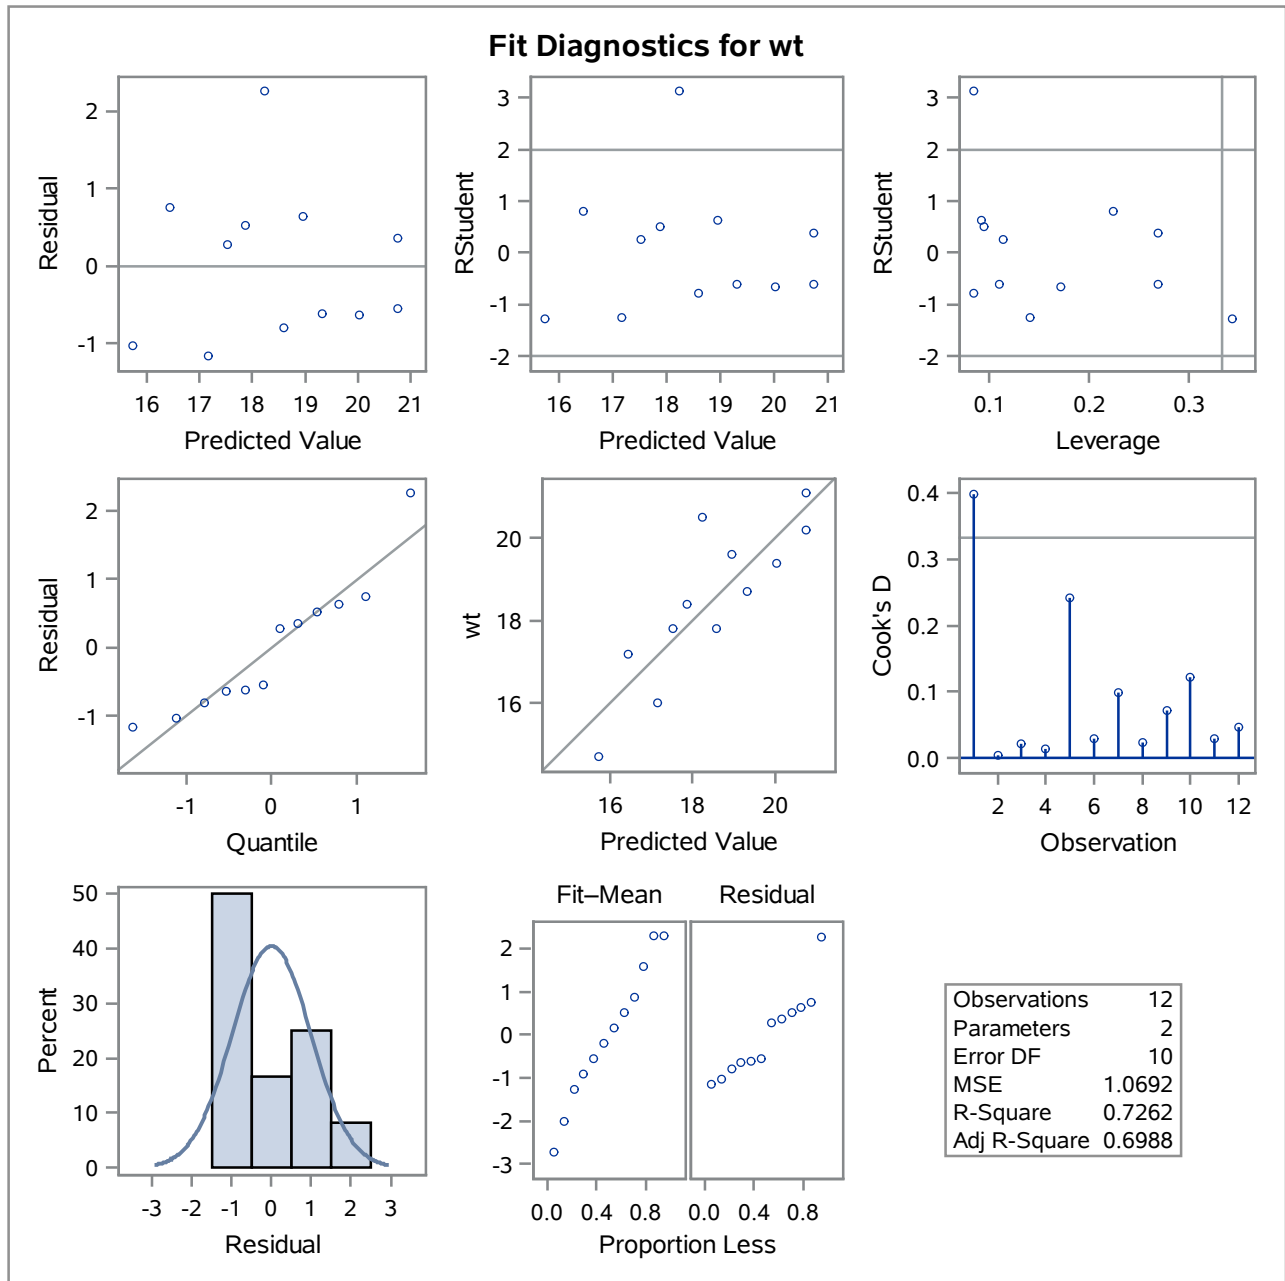 Fit Diagnostics for wt
2
1
0
-1
Residual
16 17 18 19 20 21
Predicted Value
3
2
1
0
-1
-2
RStudent
16 17 18 19 20 21
Predicted Value
3
2
1
0
-1
-2
RStudent
0.1 0.2 0.3
Leverage
2
1
0
-1
Residual
-1 0 1
Quantile
20
18
16
wt
16 18 20
Predicted Value
0.4
0.3
0.2
0.1
0.0
Cook's D
2 4 6 8 10 12
Observation
50
40
30
20
10
0
Percent
-3 -2 -1 0 1 2 3
Residual
Fit–Mean Residual
2
1
0
-1
-2
-3
0.0 0.4 0.8 0.0 0.4 0.8
Proportion Less
Observations 12
Parameters 2
Error DF 10
MSE 1.0692
R-Square 0.7262
Adj R-Square 0.6988